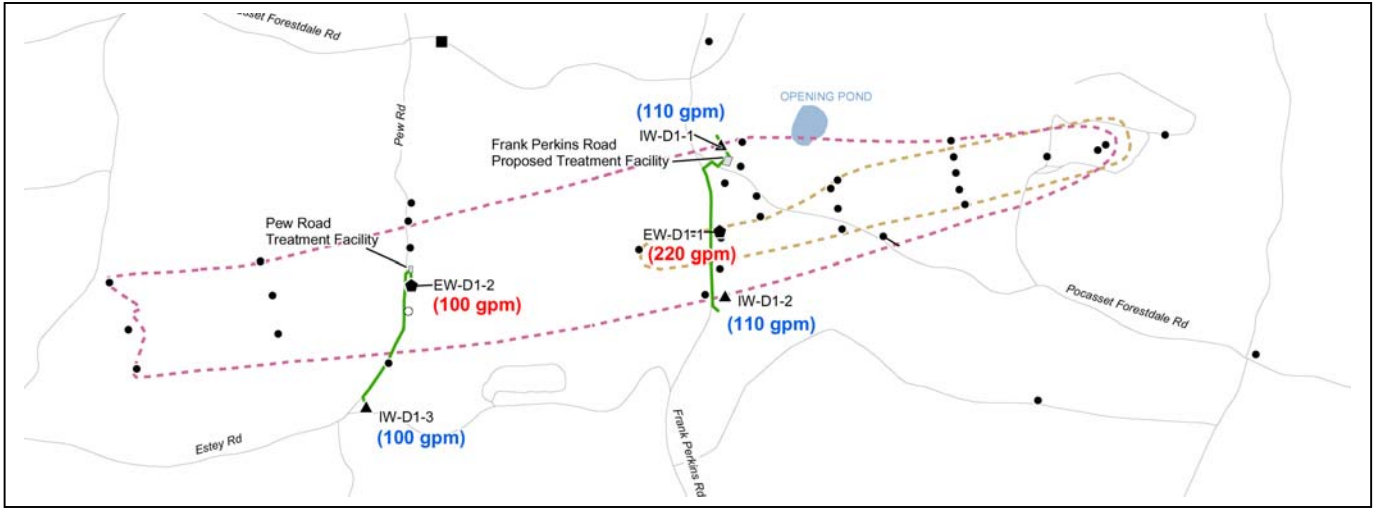 asset Forestdale Rd
Pew Rd
OPENING POND
(110 gpm)
IW-D1-1
Frank Perkins Road
Proposed Treatment Facility
Pew Road
Treatment Facility
EW-D1-1
(220 gpm)
EW-D1-2
(100 gpm)
IW-D1-2
(110 gpm)
Pocasset Forestdale Rd
IW-D1-3
(100 gpm)
Estey Rd
Frank Perkins Rd